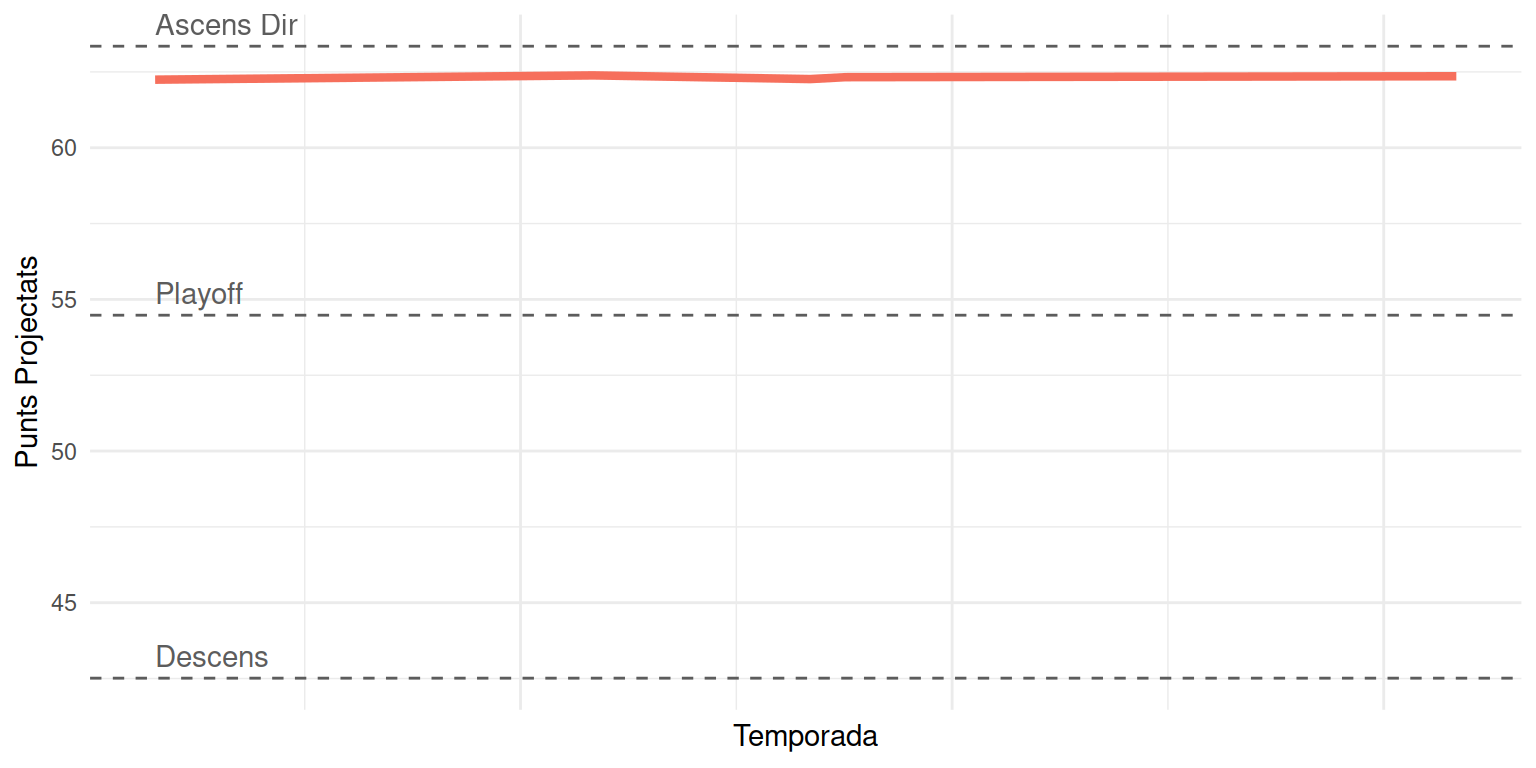 Ascens Dir
60
Playoff
55
50
45
Descens
Punts Projectats
Temporada